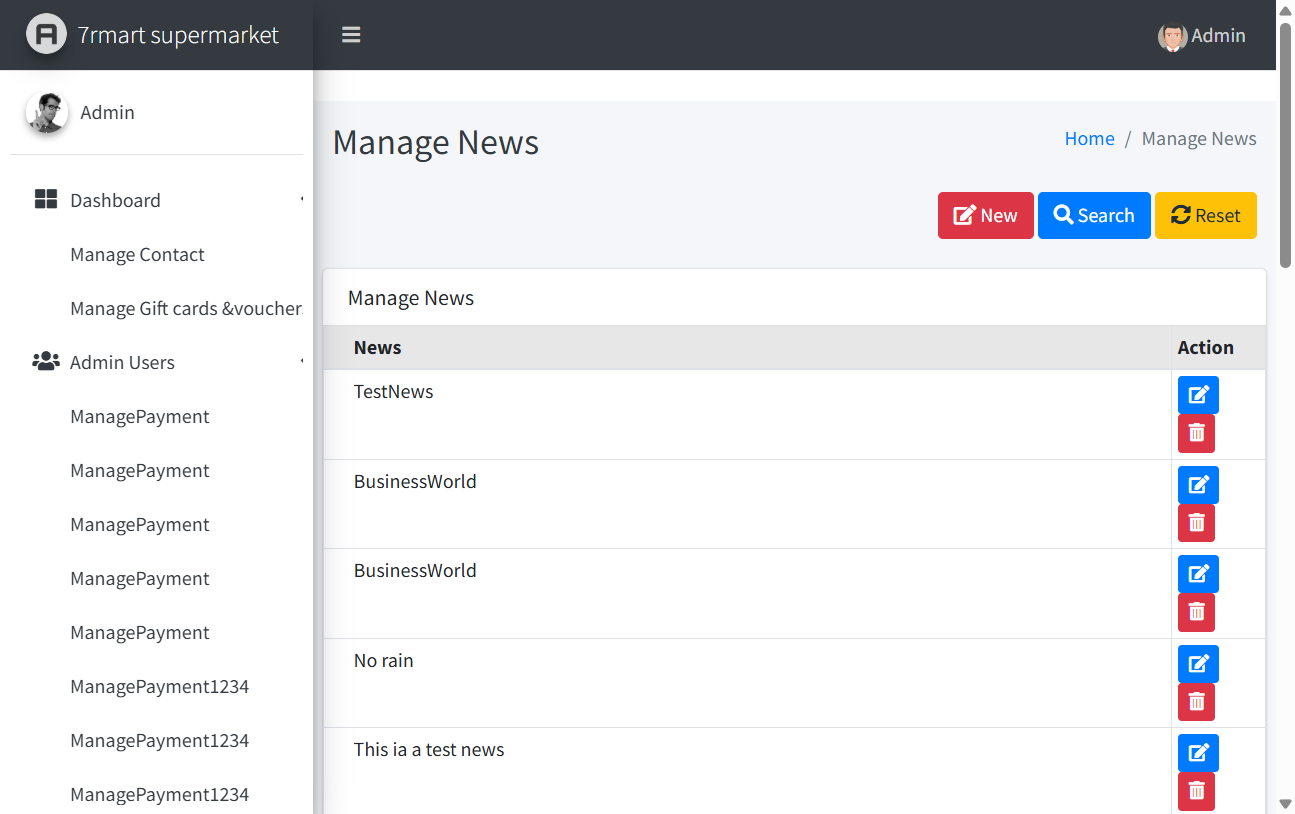 7rmart supermarket
Admin
Admin
Manage News
Home / Manage News
Dashboard
Manage Contact
Manage Gift cards &voucher
Admin Users
ManagePayment
ManagePayment
ManagePayment
ManagePayment
ManagePayment
ManagePayment1234
ManagePayment1234
ManagePayment1234
New Search Reset
Manage News
News Action
TestNews
BusinessWorld
BusinessWorld
No rain
This ia a test news